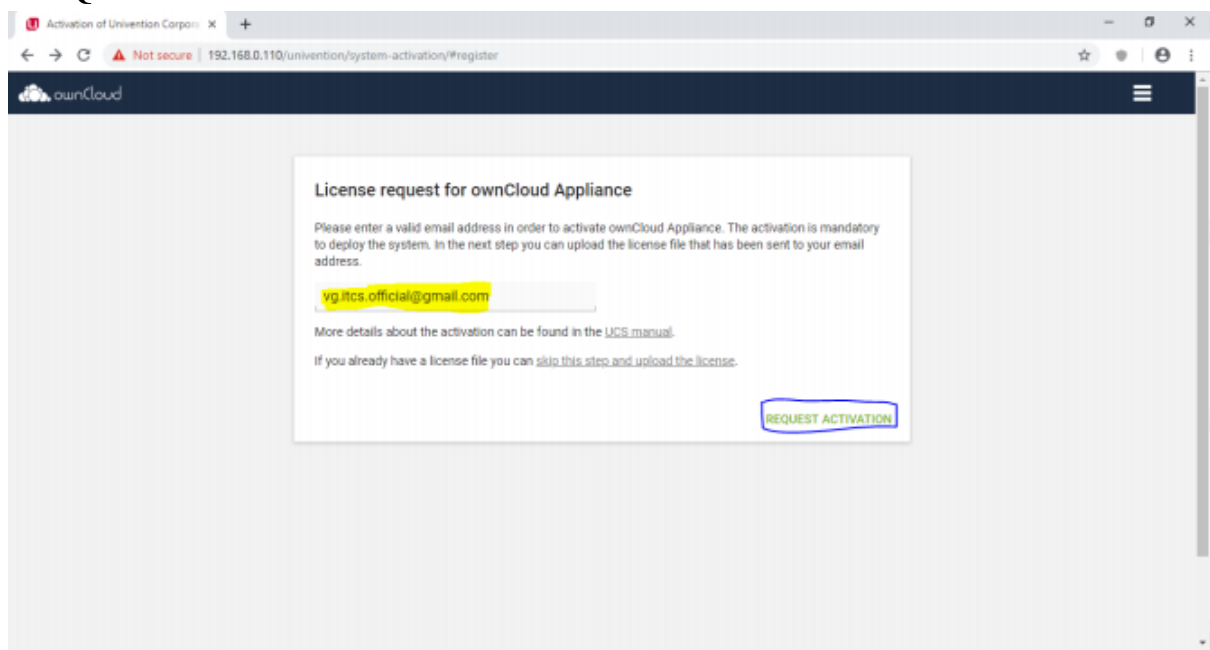 Activation of Univention Corpor
Not secure | 192.168.0.110/univention/system-activation/#register
ownCloud
License request for ownCloud Appliance
Please enter a valid email address in order to activate ownCloud Appliance. The activation is mandatory
to deploy the system. In the next step you can upload the license file that has been sent to your email
address.
vg.itcs.official@gmail.com
More details about the activation can be found in the UCS manual.
If you already have a license file you can skip this step and upload the license.
REQUEST ACTIVATION